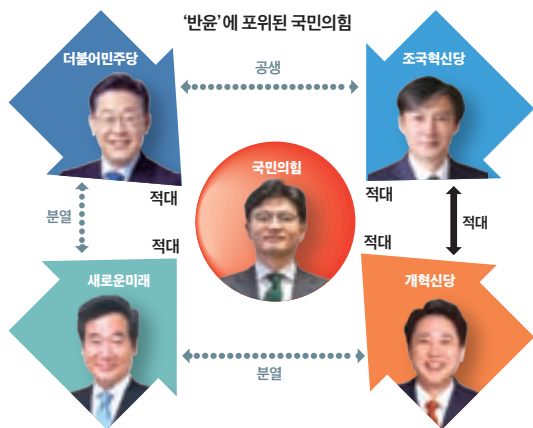 '반윤'에 포위된 국민의힘
더불어민주당
공생
조국혁신당
국민의힘
적대
적대
분열
적대
적대
적대
새로운미래
개혁신당
분열